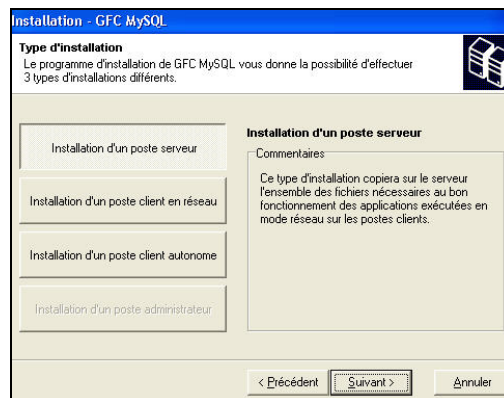 Installation - GFC MySQL
Type d'installation
Le programme d'installation de GFC MySQL vous donne la possibilité d'effectuer
3 types d'installations différents.
Installation d'un poste serveur
Installation d'un poste client en réseau
Installation d'un poste client autonome
Installation d'un poste administrateur
Installation d'un poste serveur
Commentaires
Ce type d'installation copiera sur le serveur
l'ensemble des fichiers nécessaires au bon
fonctionnement des applications exécutées en
mode réseau sur les postes clients.
< Précédent
Suivant >
Annuler